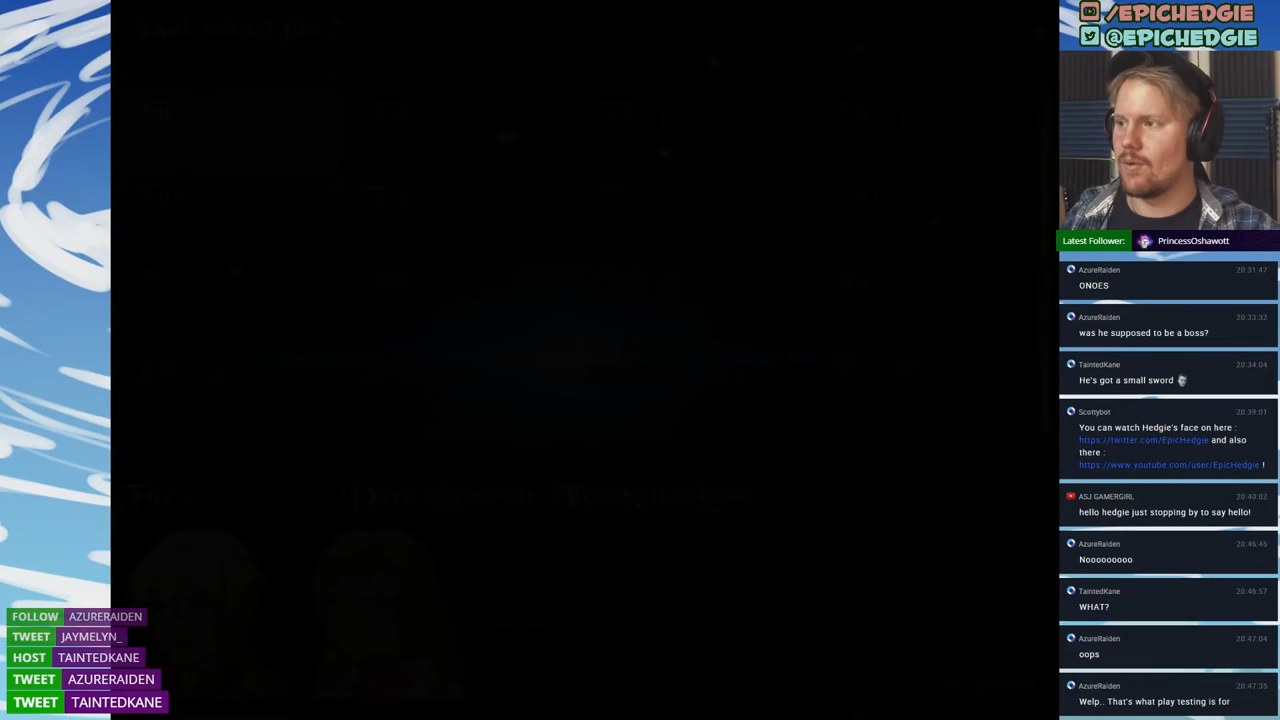 /EPICHEDGIE
@EPICHEDGIE
Latest Follower: PrincessOshawott
AzureRaiden 20:31:47
ONOES
AzureRaiden 20:33:32
was he supposed to be a boss?
TaintedKane 20:34:04
He's got a small sword
Scottybot 20:39:01
You can watch Hedgie's face on here :
https://twitter.com/EpicHedgie and also
there :
https://www.youtube.com/user/EpicHedgie !
ASJ GAMERGIRL 20:40:02
hello hedgie just stopping by to say hello!
AzureRaiden 20:46:46
Nooooooooo
TaintedKane 20:46:57
WHAT?
AzureRaiden 20:47:04
oops
AzureRaiden 20:47:35
Welp.. That's what play testing is for
FOLLOW AZURERAIDEN
TWEET JAYMELYN_
HOST TAINTEDKANE
TWEET AZURERAIDEN
TWEET TAINTEDKANE